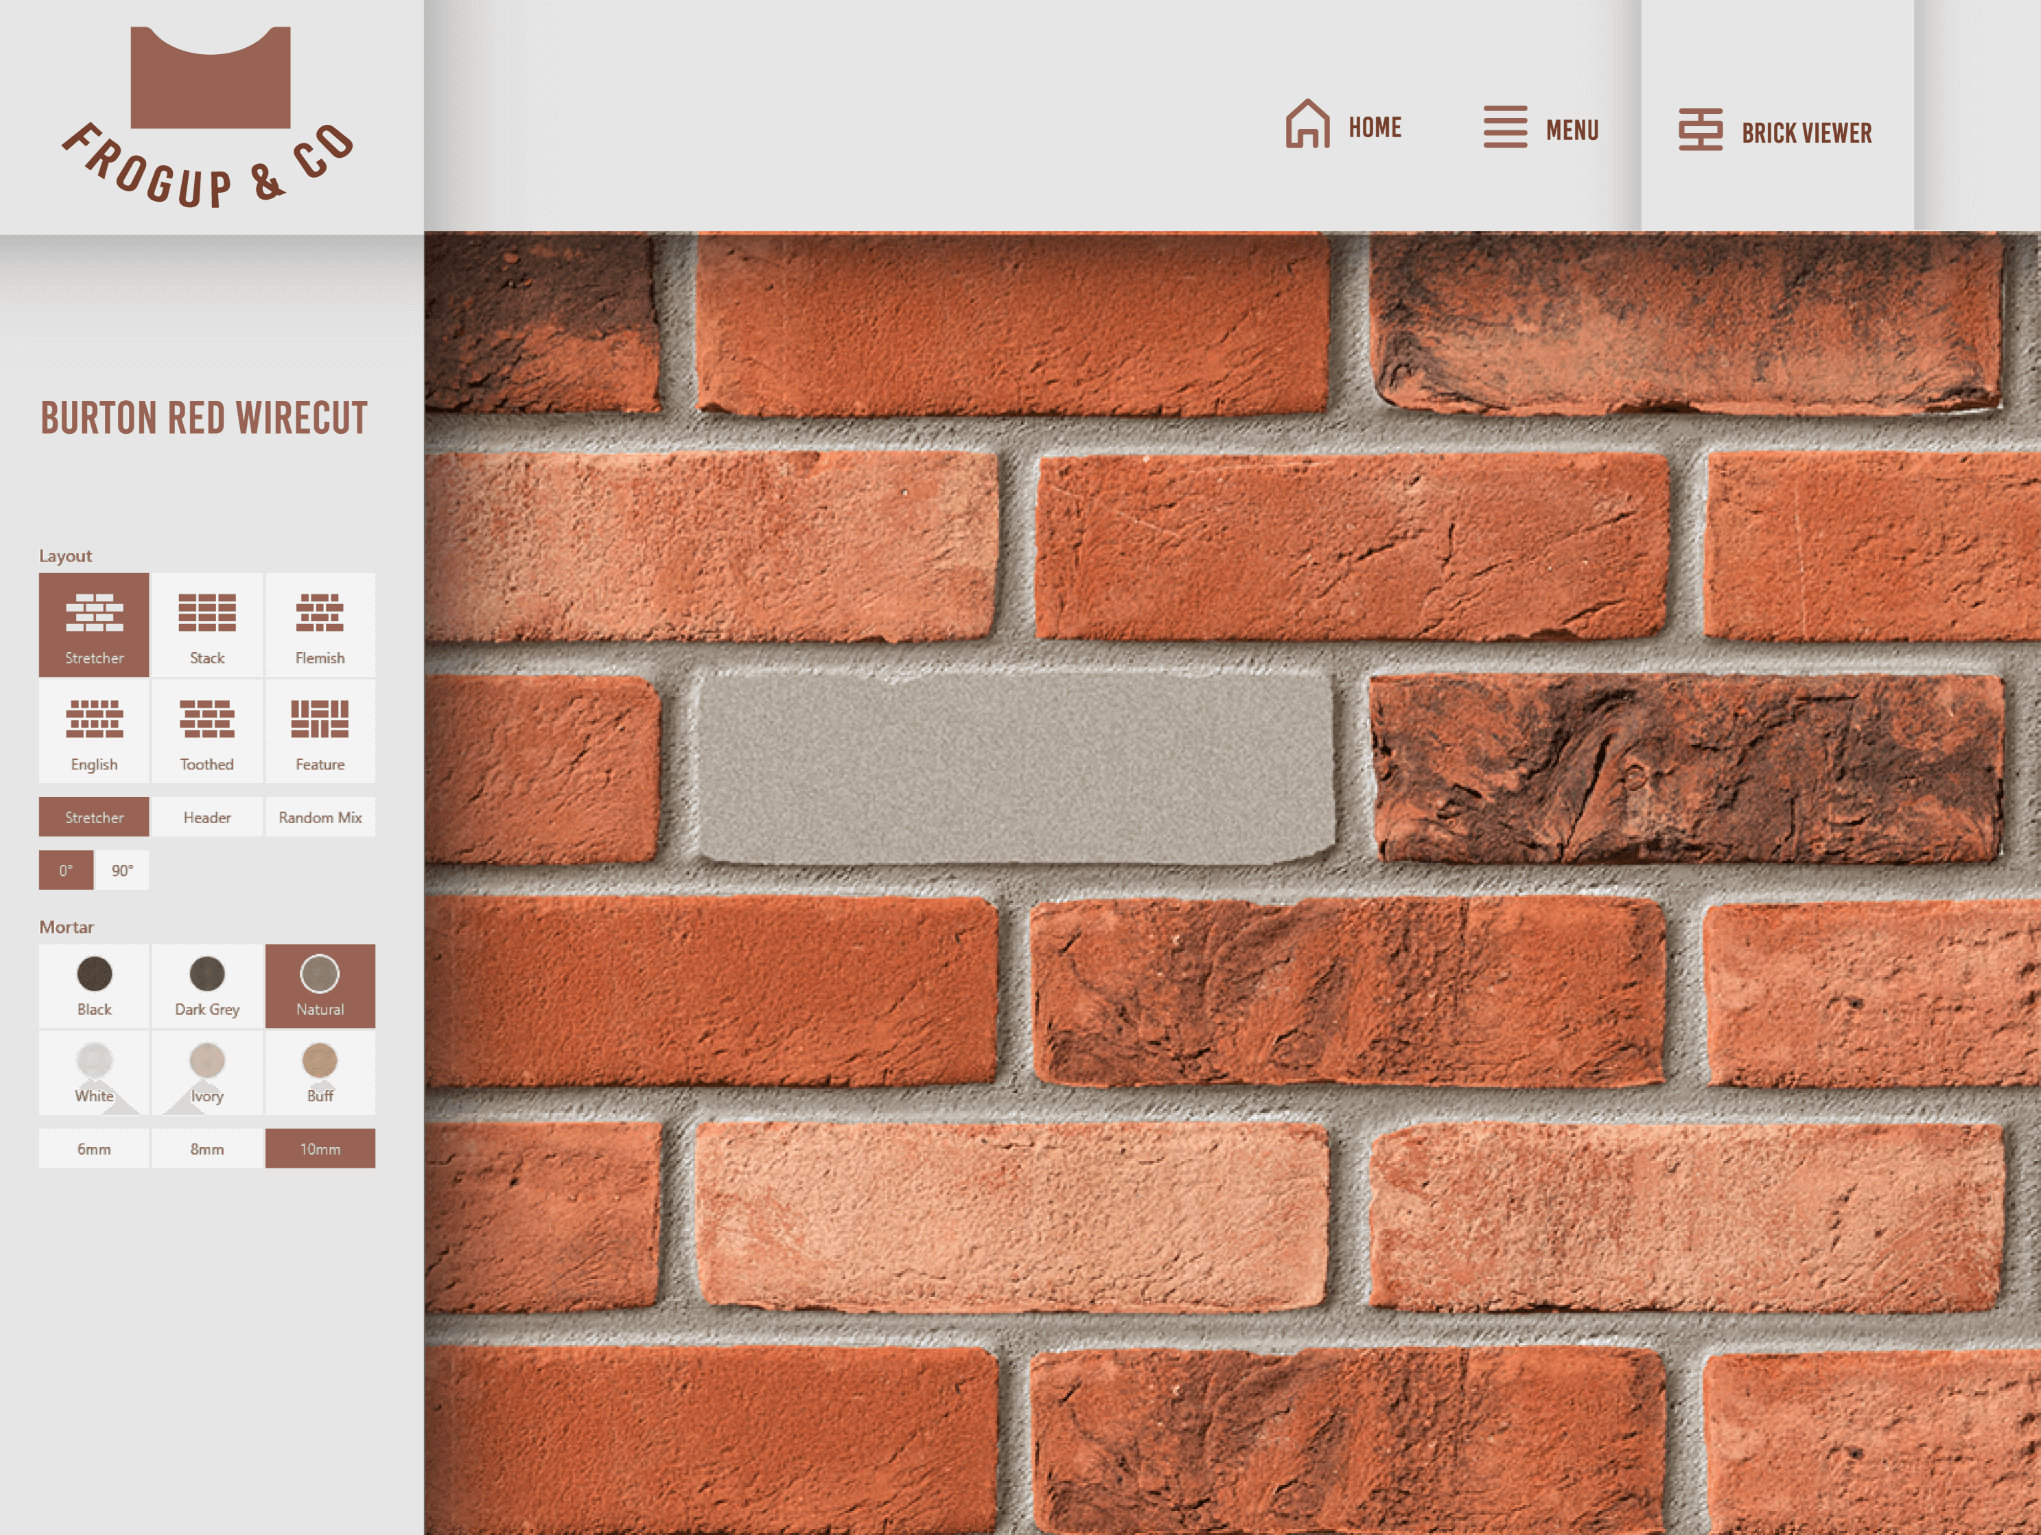 FROGUP & CO
HOME
MENU
BRICK VIEWER
BURTON RED WIRECUT
Layout
Stretcher
Stack
Flemish
English
Toothed
Feature
Stretcher
Header
Random Mix
0°
90°
Mortar
Black
Dark Grey
Natural
White
Ivory
Buff
6mm
8mm
10mm